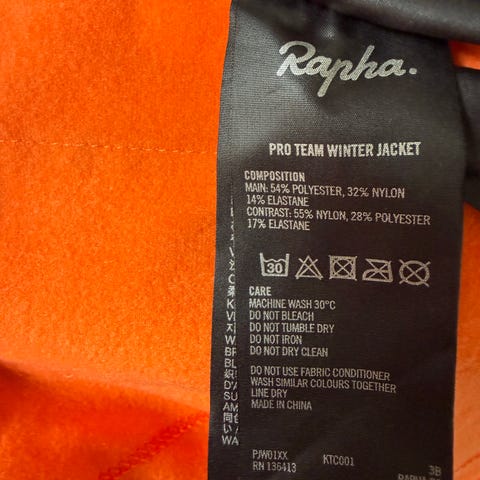 Rapha.
PRO TEAM WINTER JACKET
COMPOSITION
MAIN: 54% POLYESTER, 32% NYLON
14% ELASTANE
CONTRAST: 55% NYLON, 28% POLYESTER
17% ELASTANE
30
CARE
MACHINE WASH 30°C
DO NOT BLEACH
DO NOT TUMBLE DRY
DO NOT IRON
DO NOT DRY CLEAN
DO NOT USE FABRIC CONDITIONER
WASH SIMILAR COLOURS TOGETHER
LINE DRY
MADE IN CHINA
PJW01XX KTC001
RN 136413 3B